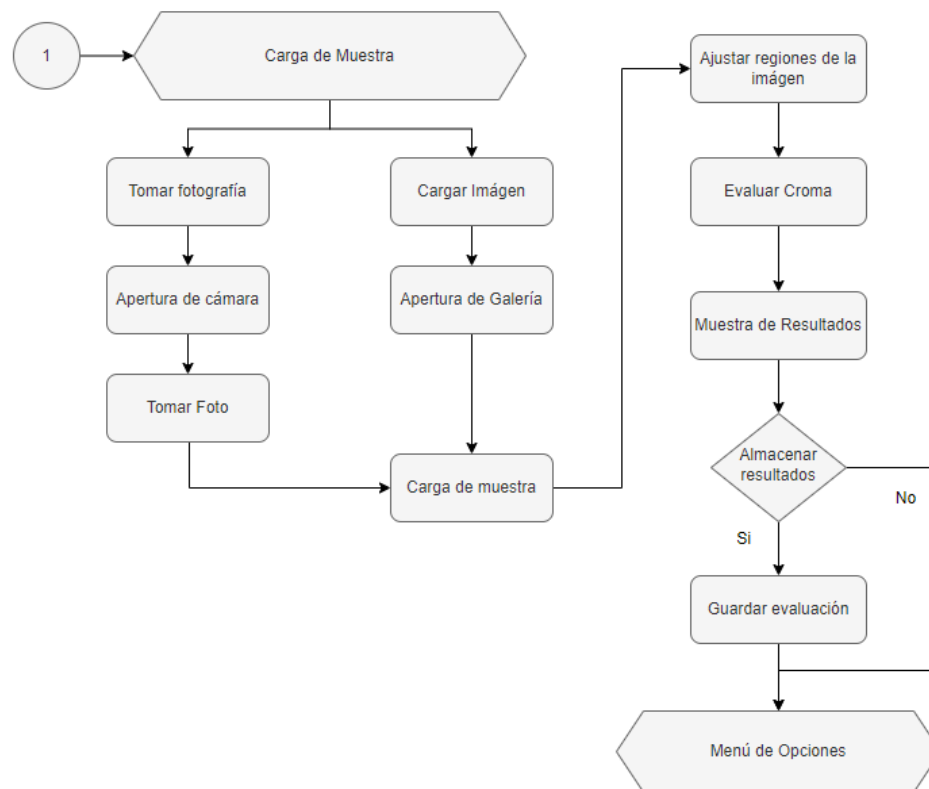 1
Carga de Muestra
Tomar fotografía
Cargar Imágen
Apertura de cámara
Apertura de Galería
Tomar Foto
Carga de muestra
Ajustar regiones de la
imágen
Evaluar Croma
Muestra de Resultados
Almacenar
resultados
No
Si
Guardar evaluación
Menú de Opciones